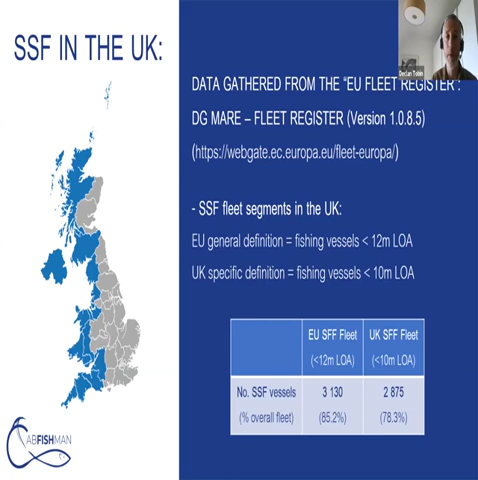 SSF IN THE UK:
Declan Tobin
DATA GATHERED FROM THE "EU FLEET REGISTER":
DG MARE – FLEET REGISTER (Version 1.0.8.5)
(https://webgate.ec.europa.eu/fleet-europa/)
- SSF fleet segments in the UK:
EU general definition = fishing vessels < 12m LOA
UK specific definition = fishing vessels < 10m LOA
EU SFF Fleet UK SFF Fleet
(<12m LOA) (<10m LOA)
No. SSF vessels 3 130 2 875
(% overall fleet) (85.2%) (78.3%)
CABFISHMAN